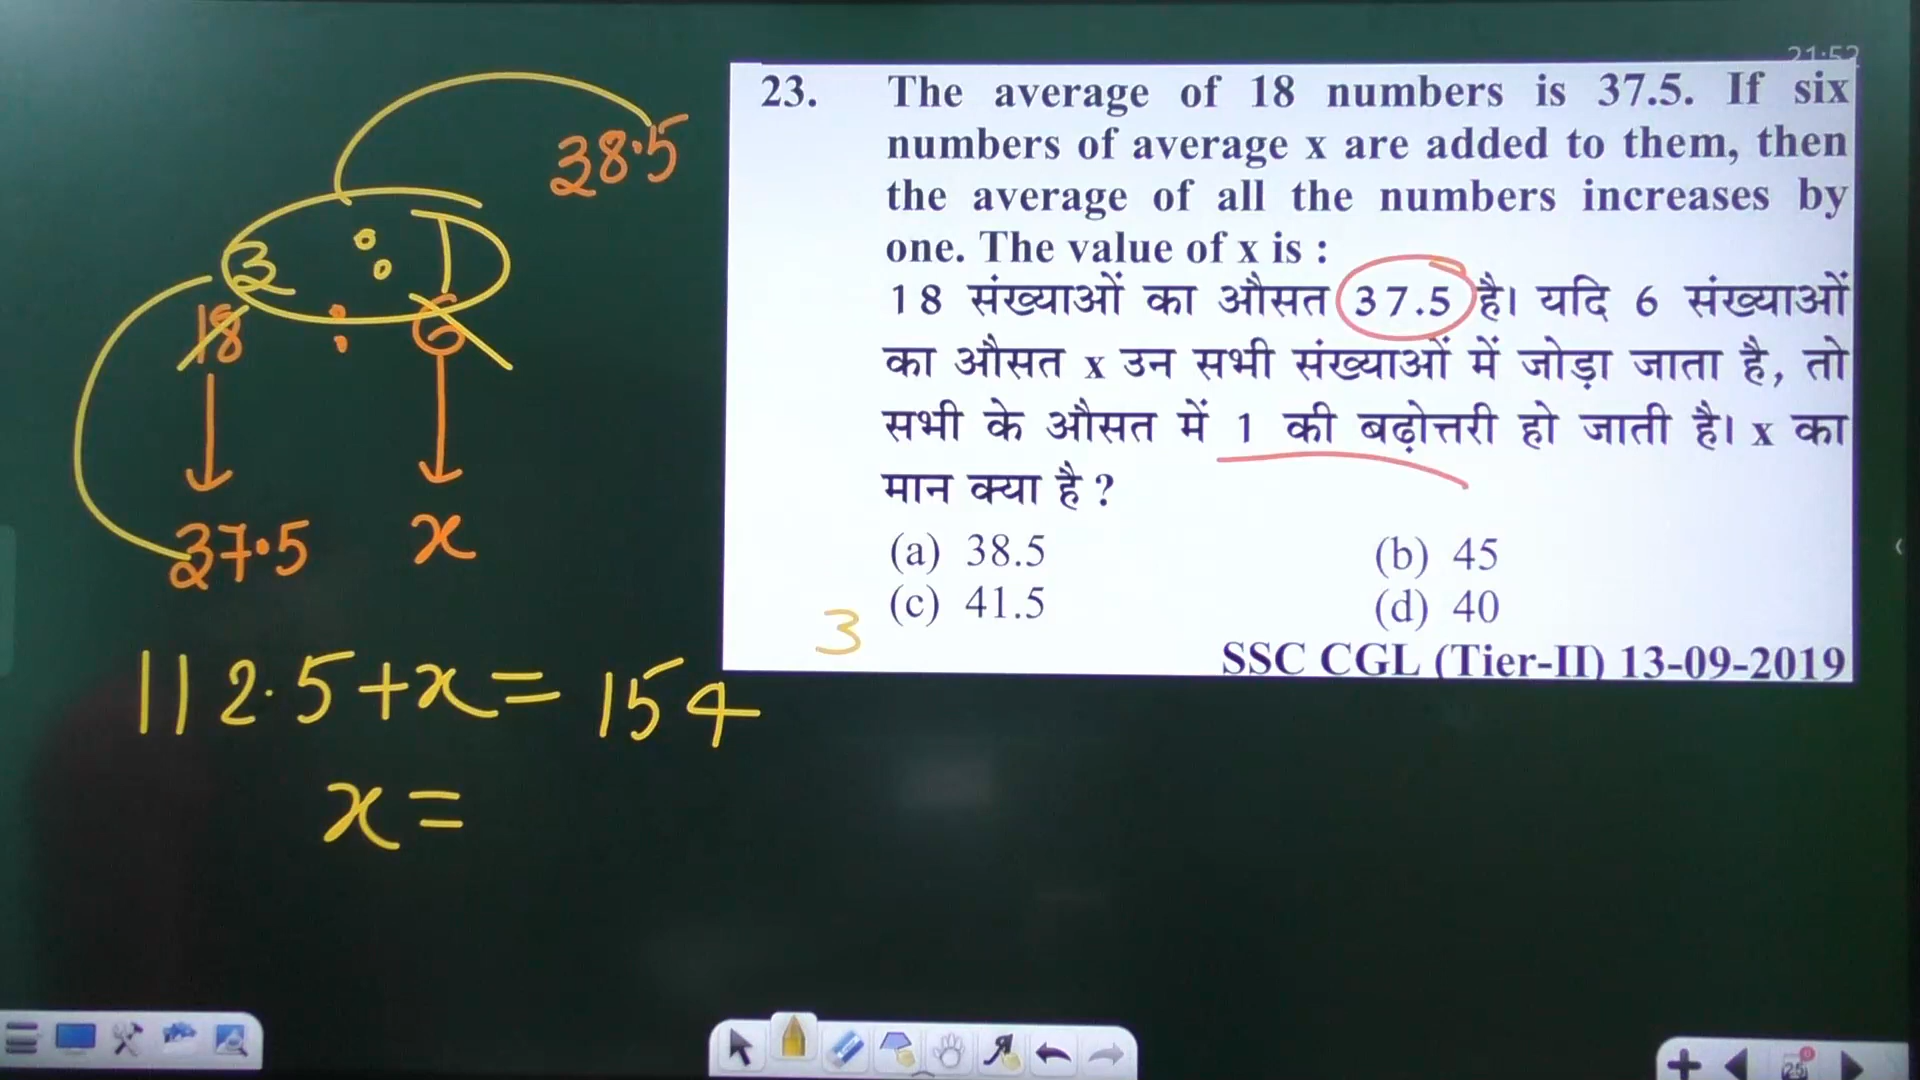 21:52
23. The average of 18 numbers is 37.5. If six
numbers of average x are added to them, then
the average of all the numbers increases by
one. The value of x is :
18 संख्याओं का औसत 37.5 है। यदि 6 संख्याओं
का औसत x उन सभी संख्याओं में जोड़ा जाता है, तो
सभी के औसत में 1 की बढ़ोत्तरी हो जाती है। x का
मान क्या है ?
(a) 38.5 (b) 45
(c) 41.5 (d) 40
SSC CGL (Tier-II) 13-09-2019
38.5
3 : 1
18 : 6
37.5 x
3
112.5+x= 154
x=